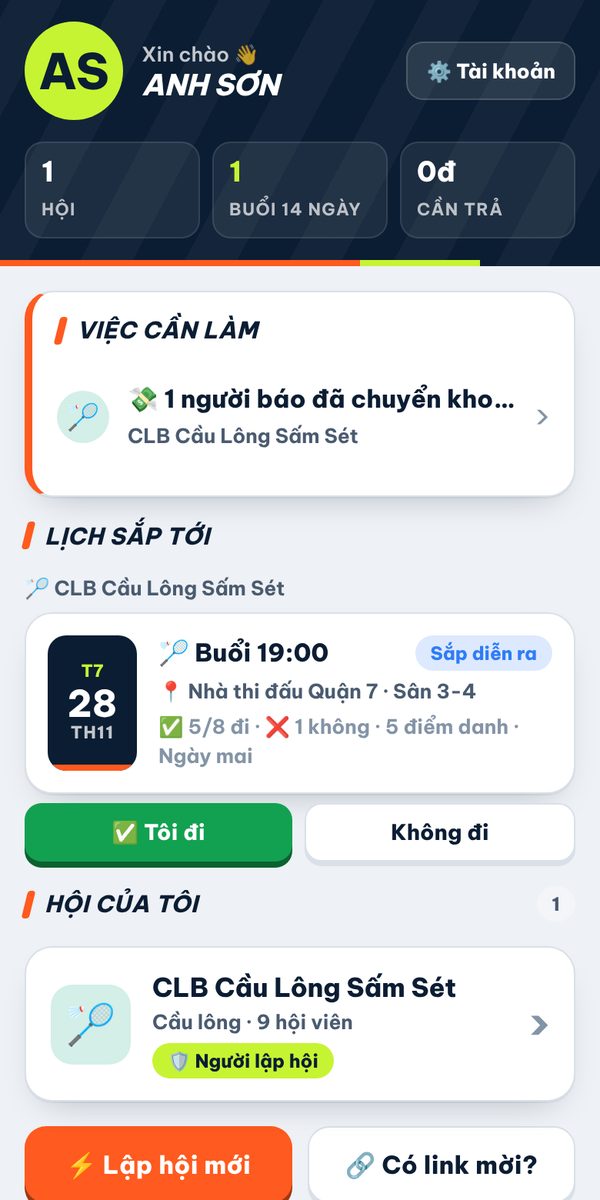 AS
Xin chào 👋
ANH SƠN
⚙️ Tài khoản
1
HỘI
1
BUỔI 14 NGÀY
0đ
CẦN TRẢ
VIỆC CẦN LÀM
💸 1 người báo đã chuyển kho...
CLB Cầu Lông Sấm Sét
LỊCH SẮP TỚI
🏸 CLB Cầu Lông Sấm Sét
T7
28
TH11
🏸 Buổi 19:00
Sắp diễn ra
📍 Nhà thi đấu Quận 7 · Sân 3-4
✅ 5/8 đi · ❌ 1 không · 5 điểm danh ·
Ngày mai
✅ Tôi đi
Không đi
HỘI CỦA TÔI
1
CLB Cầu Lông Sấm Sét
Cầu lông · 9 hội viên
🛡️ Người lập hội
⚡ Lập hội mới
🔗 Có link mời?